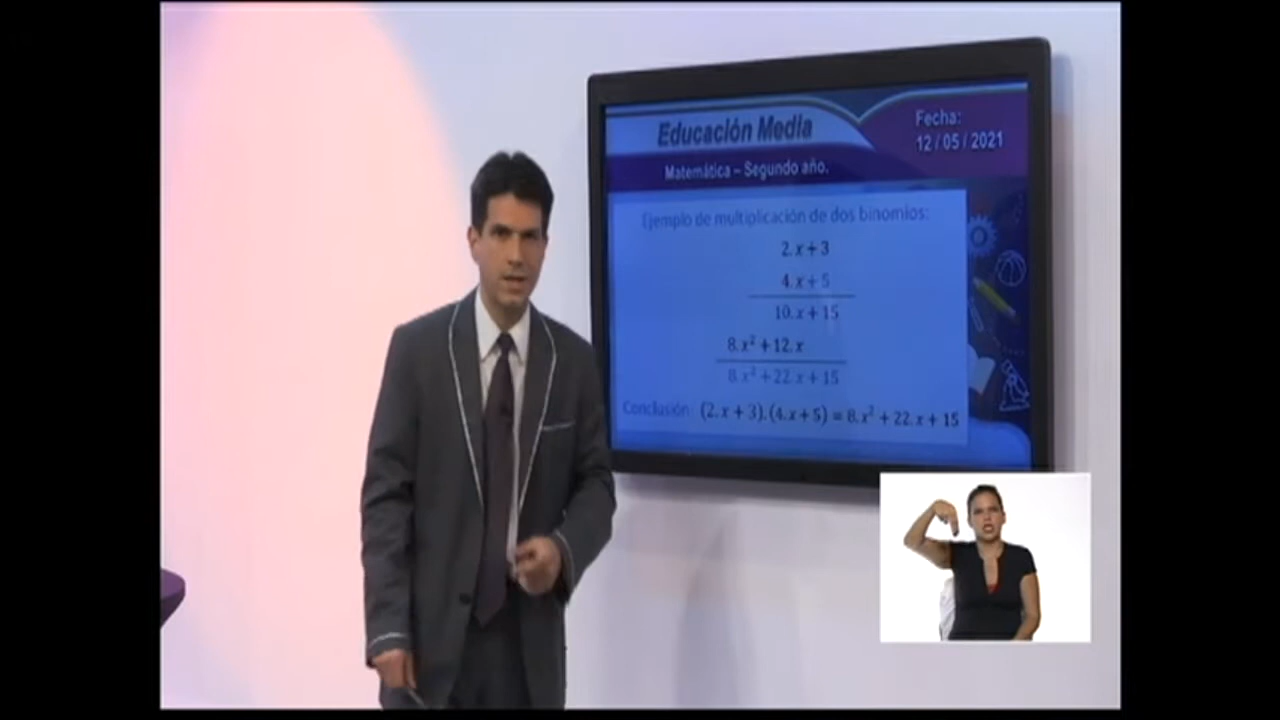 Educación Media
Fecha:
12 / 05 / 2021
Matemática – Segundo año.
Ejemplo de multiplicación de dos binomios:
2.x+3
4.x+5
10.x+15
8.x²+12.x
8.x²+22.x+15
Conclusión: (2.x+3).(4.x+5)=8.x²+22.x+15